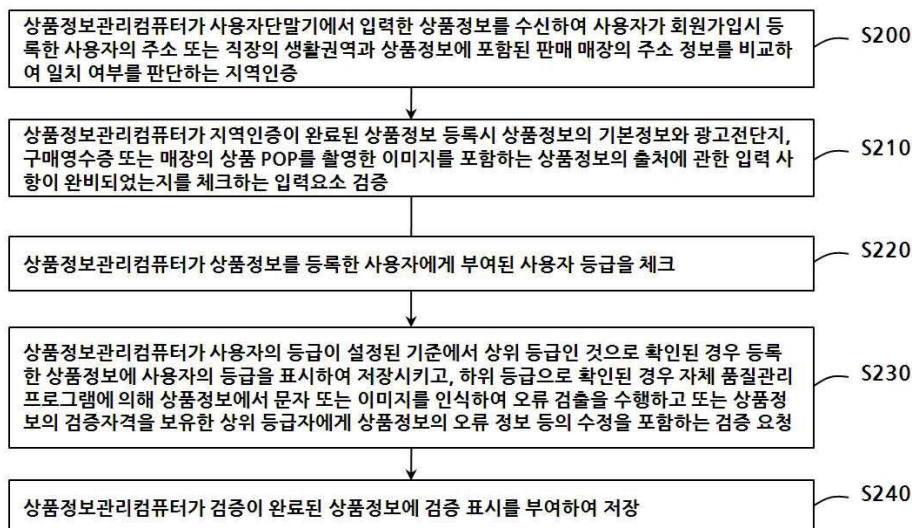 상품정보관리컴퓨터가 사용자단말기에서 입력한 상품정보를 수신하여 사용자가 회원가입시 등
록한 사용자의 주소 또는 직장의 생활권역과 상품정보에 포함된 판매 매장의 주소 정보를 비교하
여 일치 여부를 판단하는 지역인증
S200
상품정보관리컴퓨터가 지역인증이 완료된 상품정보 등록시 상품정보의 기본정보와 광고전단지,
구매영수증 또는 매장의 상품 POP를 촬영한 이미지를 포함하는 상품정보의 출처에 관한 입력 사
항이 완비되었는지를 체크하는 입력요소 검증
S210
상품정보관리컴퓨터가 상품정보를 등록한 사용자에게 부여된 사용자 등급을 체크
S220
상품정보관리컴퓨터가 사용자의 등급이 설정된 기준에서 상위 등급인 것으로 확인된 경우 등록
한 상품정보에 사용자의 등급을 표시하여 저장시키고, 하위 등급으로 확인된 경우 자체 품질관리
프로그램에 의해 상품정보에서 문자 또는 이미지를 인식하여 오류 검출을 수행하고 또는 상품정
보의 검증자격을 보유한 상위 등급자에게 상품정보의 오류 정보 등의 수정을 포함하는 검증 요청
S230
상품정보관리컴퓨터가 검증이 완료된 상품정보에 검증 표시를 부여하여 저장
S240